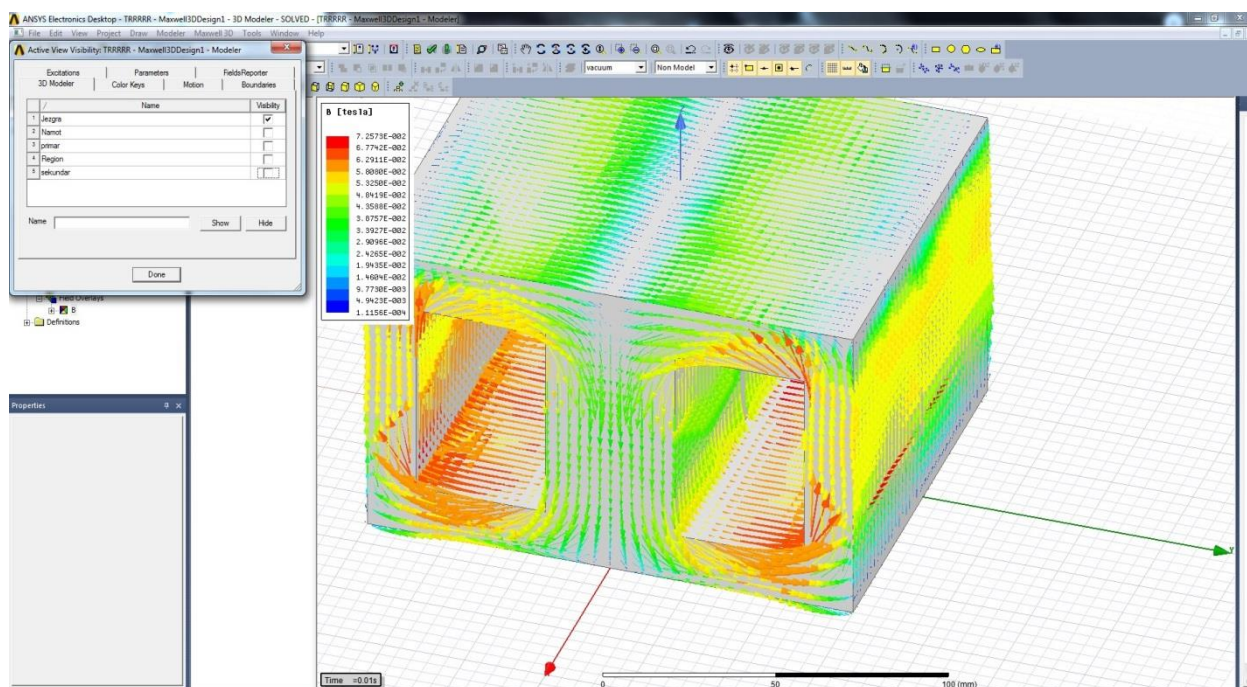 ANSYS Electronics Desktop - TRRRRR - Maxwell3DDesign1 - 3D Modeler - SOLVED - [TRRRRR - Maxwell3DDesign1 - Modeler]
File Edit View Project Draw Modeler Maxwell 3D Tools Window Help
Active View Visibility: TRRRRR - Maxwell3DDesign1 - Modeler
Excitations Parameters FieldsReporter
3D Modeler Color Keys Motion Boundaries
/ Name Visibility
1 Jezgra
2 Namot
3 primar
4 Region
5 sekundar
Name Show Hide
Done
vacuum Non Model
Field Overlays
B
Definitions
Properties
B [tesla]
7.2573E-002
6.7742E-002
6.2911E-002
5.8080E-002
5.3250E-002
4.8419E-002
4.3588E-002
3.8757E-002
3.3927E-002
2.9096E-002
2.4265E-002
1.9435E-002
1.4604E-002
9.7730E-003
4.9423E-003
1.1156E-004
Y
Time =0.01s
0 50 100 (mm)